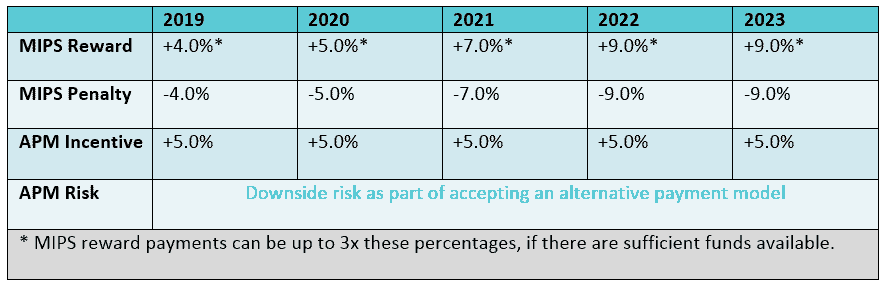 2019 2020 2021 2022 2023
MIPS Reward +4.0%* +5.0%* +7.0%* +9.0%* +9.0%*
MIPS Penalty -4.0% -5.0% -7.0% -9.0% -9.0%
APM Incentive +5.0% +5.0% +5.0% +5.0% +5.0%
APM Risk Downside risk as part of accepting an alternative payment model
* MIPS reward payments can be up to 3x these percentages, if there are sufficient funds available.